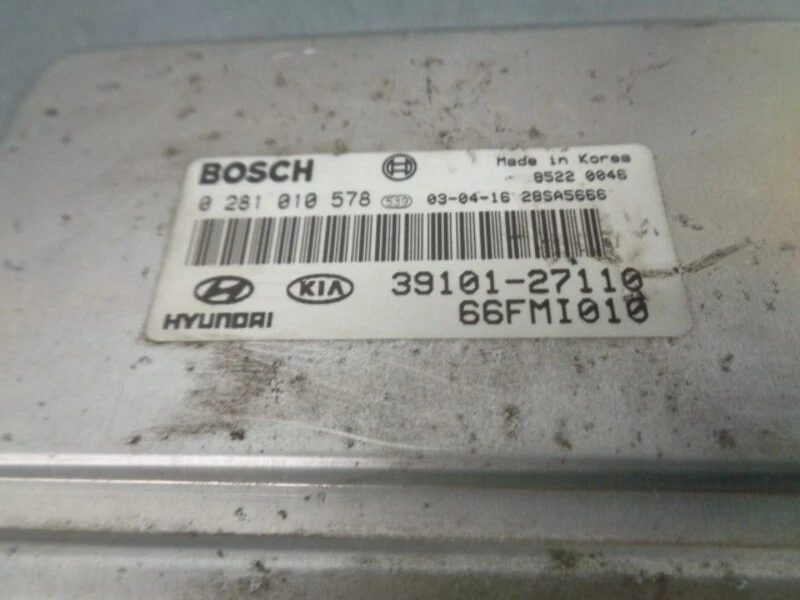 BOSCH
Made in Korea
8522 0046
0 281 010 578 03-04-16 28SA5666
HYUNDAI KIA 39101-27110
66FMI010